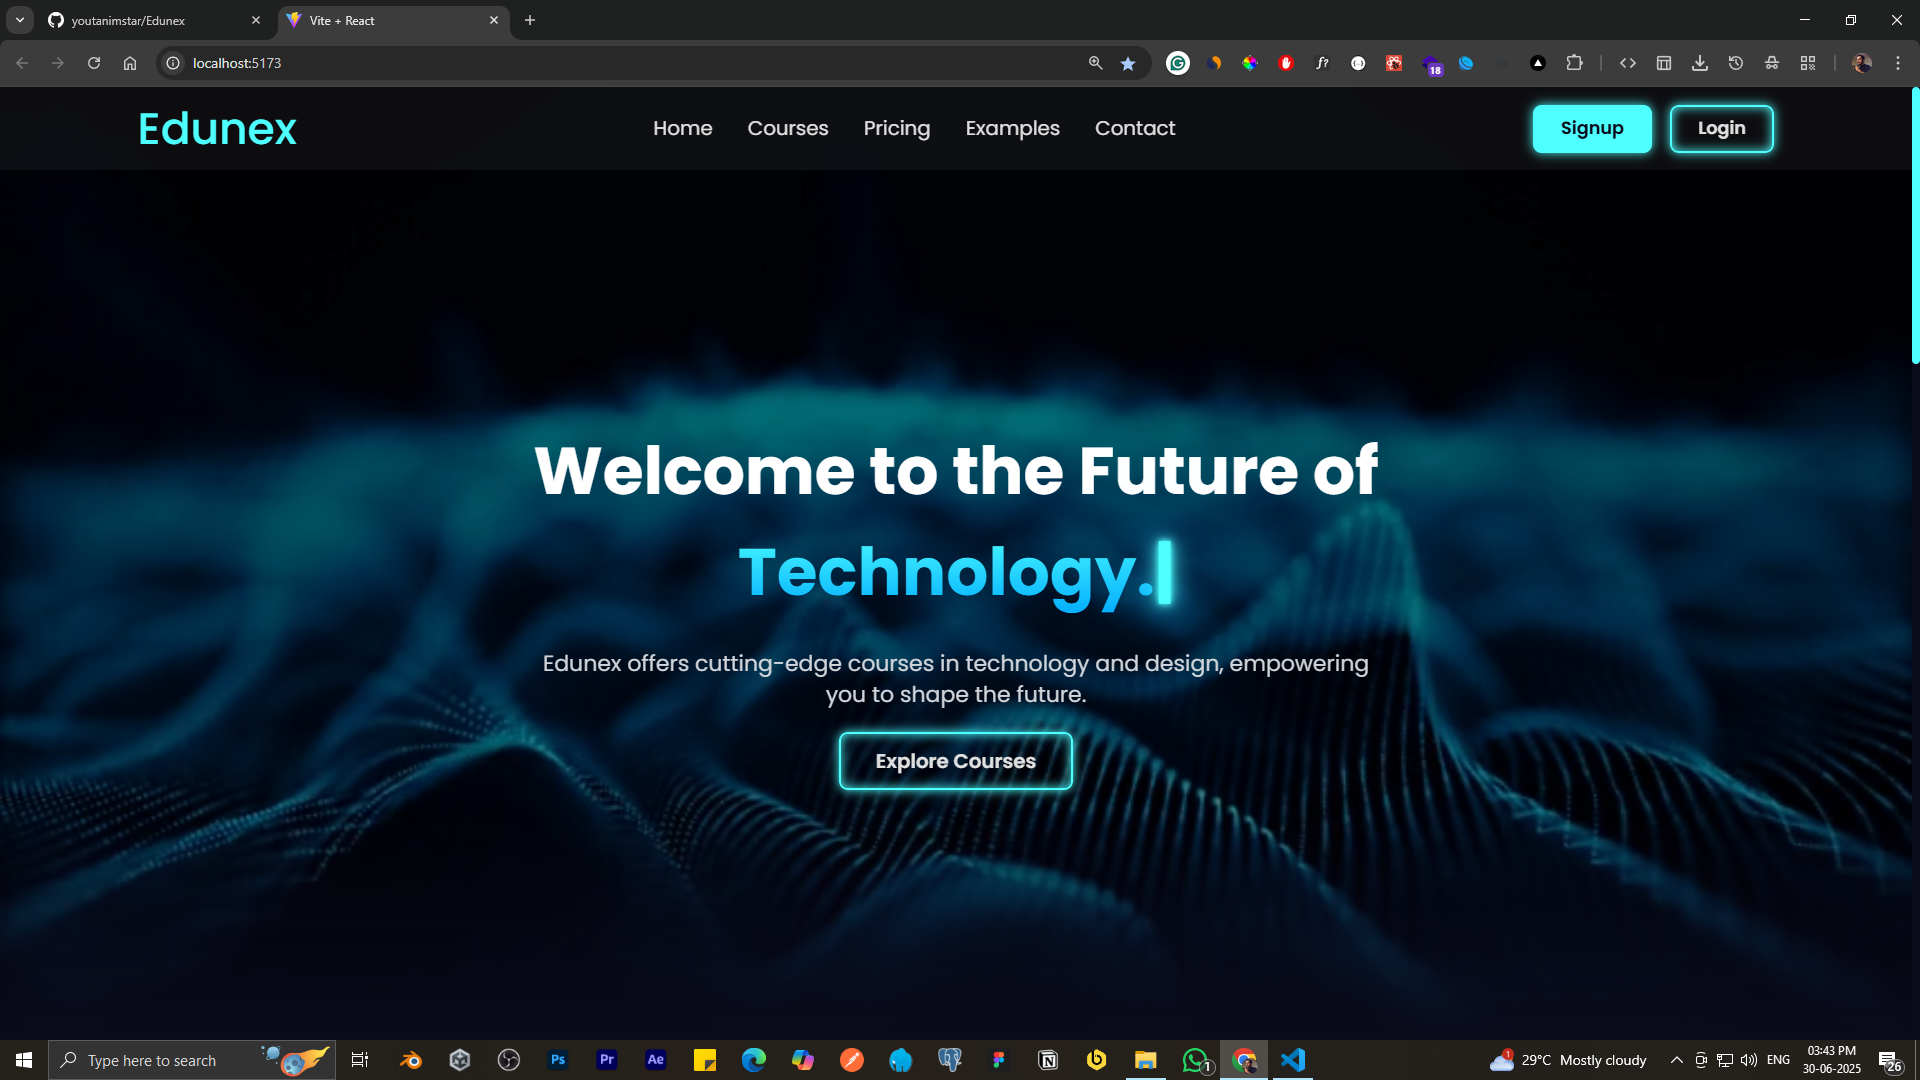 youtanimstar/Edunex
Vite + React
localhost:5173
f?
18
Edunex
Home
Courses
Pricing
Examples
Contact
Signup
Login
Welcome to the Future of
Technology.
Edunex offers cutting-edge courses in technology and design, empowering
you to shape the future.
Explore Courses
Type here to search
Ps
Pr
Ae
1
1
29°C Mostly cloudy
ENG
03:43 PM
30-06-2025
26